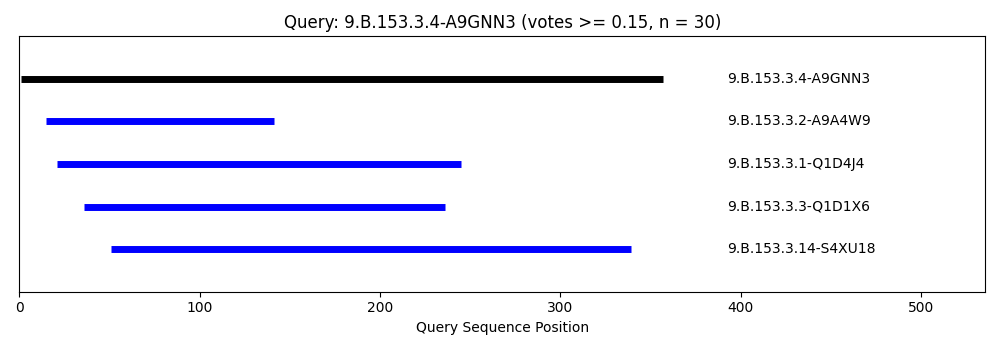 Query: 9.B.153.3.4-A9GNN3 (votes >= 0.15, n = 30)
9.B.153.3.4-A9GNN3
9.B.153.3.2-A9A4W9
9.B.153.3.1-Q1D4J4
9.B.153.3.3-Q1D1X6
9.B.153.3.14-S4XU18
0 100 200 300 400 500
Query Sequence Position